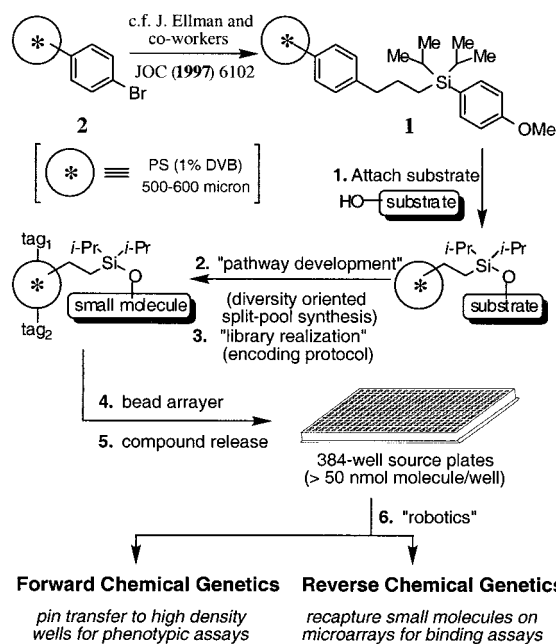 c.f. J. Ellman and
co-workers
JOC (1997) 6102
*
Br
2
i-Pr
i-Pr
Si
OMe
1
* ≡ PS (1% DVB)
500-600 micron
1. Attach substrate
HO substrate
tag1
i-Pr i-Pr
Si
O
*
small molecule
tag2
2. "pathway development"
(diversity oriented
split-pool synthesis)
3. "library realization"
(encoding protocol)
i-Pr i-Pr
Si
O
*
substrate
4. bead arrayer
5. compound release
384-well source plates
(> 50 nmol molecule/well)
6. "robotics"
Forward Chemical Genetics
pin transfer to high density
wells for phenotypic assays
Reverse Chemical Genetics
recapture small molecules on
microarrays for binding assays